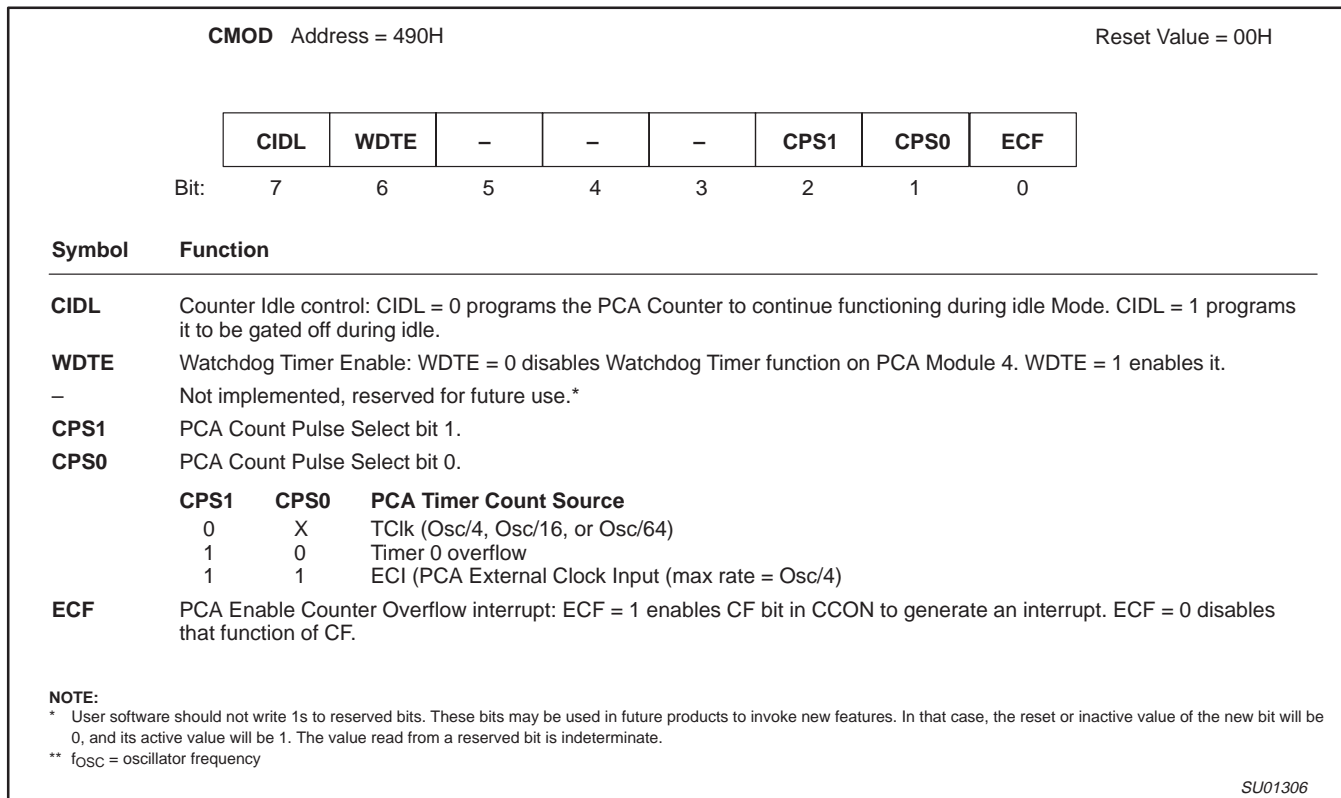 CMOD Address = 490H Reset Value = 00H
CIDL WDTE – – – CPS1 CPS0 ECF
Bit: 7 6 5 4 3 2 1 0
Symbol Function
CIDL Counter Idle control: CIDL = 0 programs the PCA Counter to continue functioning during idle Mode. CIDL = 1 programs
it to be gated off during idle.
WDTE Watchdog Timer Enable: WDTE = 0 disables Watchdog Timer function on PCA Module 4. WDTE = 1 enables it.
– Not implemented, reserved for future use.*
CPS1 PCA Count Pulse Select bit 1.
CPS0 PCA Count Pulse Select bit 0.
CPS1 CPS0 PCA Timer Count Source
0 X TClk (Osc/4, Osc/16, or Osc/64)
1 0 Timer 0 overflow
1 1 ECI (PCA External Clock Input (max rate = Osc/4)
ECF PCA Enable Counter Overflow interrupt: ECF = 1 enables CF bit in CCON to generate an interrupt. ECF = 0 disables
that function of CF.
NOTE:
* User software should not write 1s to reserved bits. These bits may be used in future products to invoke new features. In that case, the reset or inactive value of the new bit will be
0, and its active value will be 1. The value read from a reserved bit is indeterminate.
** fOSC = oscillator frequency
SU01306